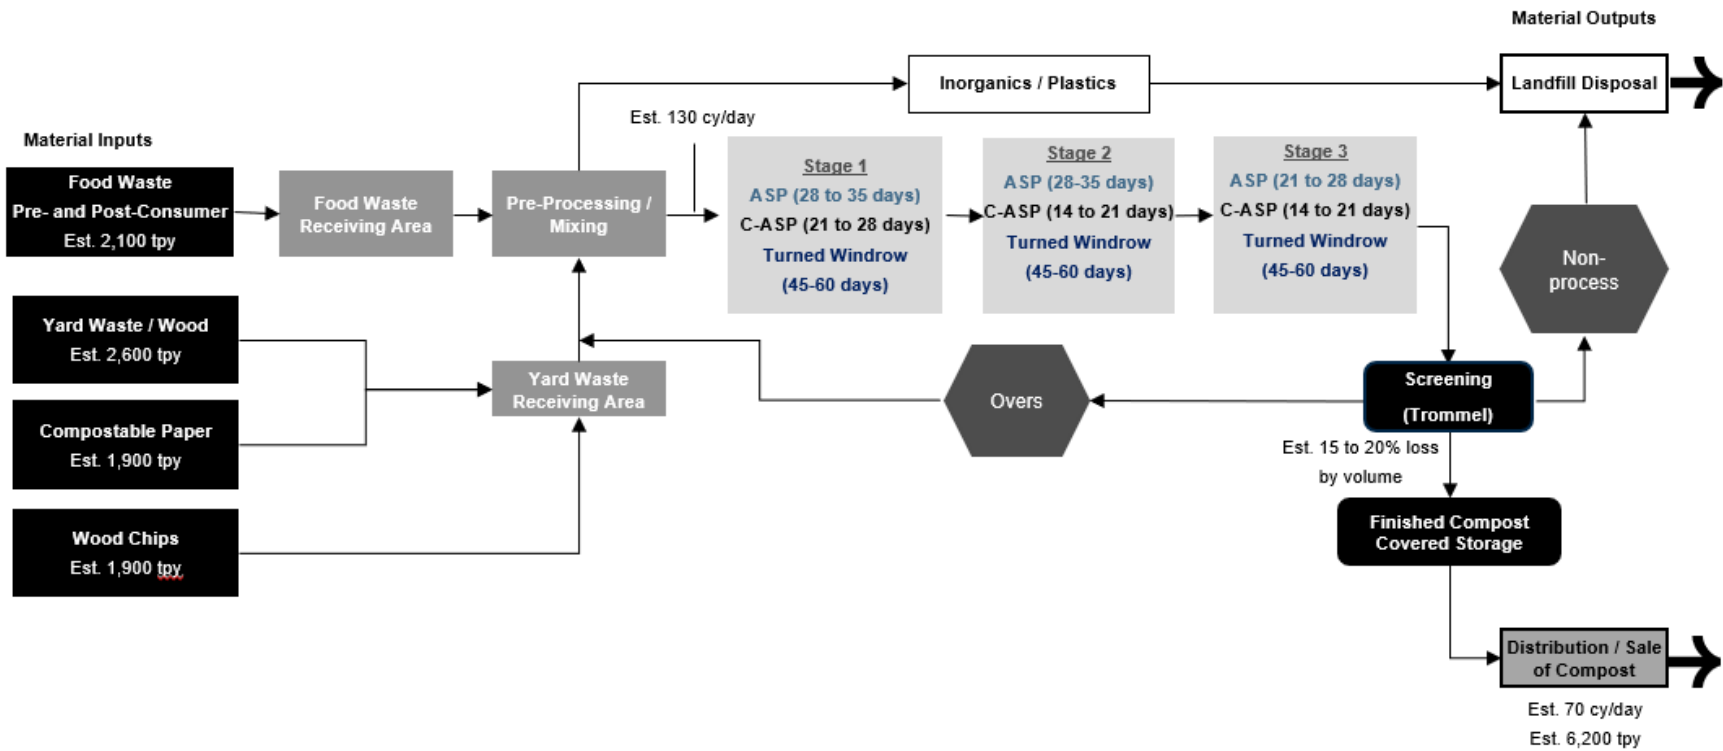 Material Outputs
Inorganics / Plastics
Landfill Disposal
Est. 130 cy/day
Material Inputs
Food Waste
Pre- and Post-Consumer
Est. 2,100 tpy
Food Waste
Receiving Area
Pre-Processing /
Mixing
Stage 1
ASP (28 to 35 days)
C-ASP (21 to 28 days)
Turned Windrow
(45-60 days)
Stage 2
ASP (28-35 days)
C-ASP (14 to 21 days)
Turned Windrow
(45-60 days)
Stage 3
ASP (21 to 28 days)
C-ASP (14 to 21 days)
Turned Windrow
(45-60 days)
Non-
process
Yard Waste / Wood
Est. 2,600 tpy
Yard Waste
Receiving Area
Overs
Screening
(Trommel)
Compostable Paper
Est. 1,900 tpy
Est. 15 to 20% loss
by volume
Wood Chips
Est. 1,900 tpy
Finished Compost
Covered Storage
Distribution / Sale
of Compost
Est. 70 cy/day
Est. 6,200 tpy